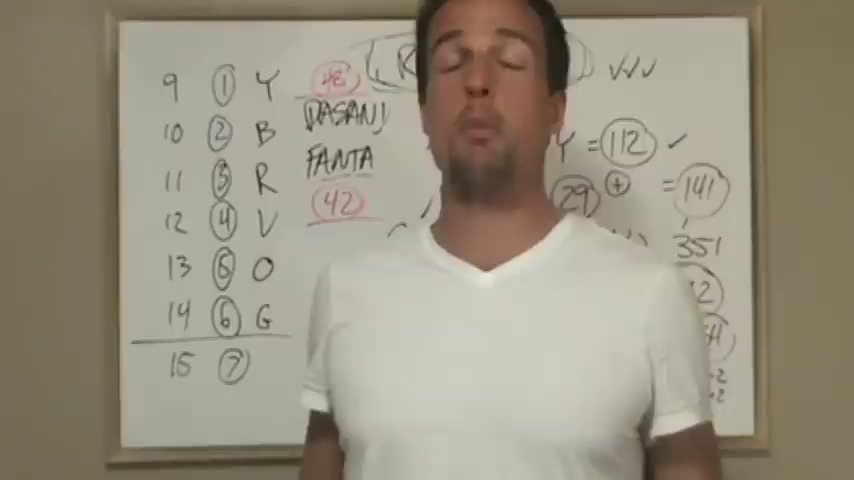 9 1 Y
10 2 B
11 3 R
12 4 V
13 5 O
14 6 G
15 7
48
DASANI
FANTA
42
R
Y = 112
29 + = 141
351